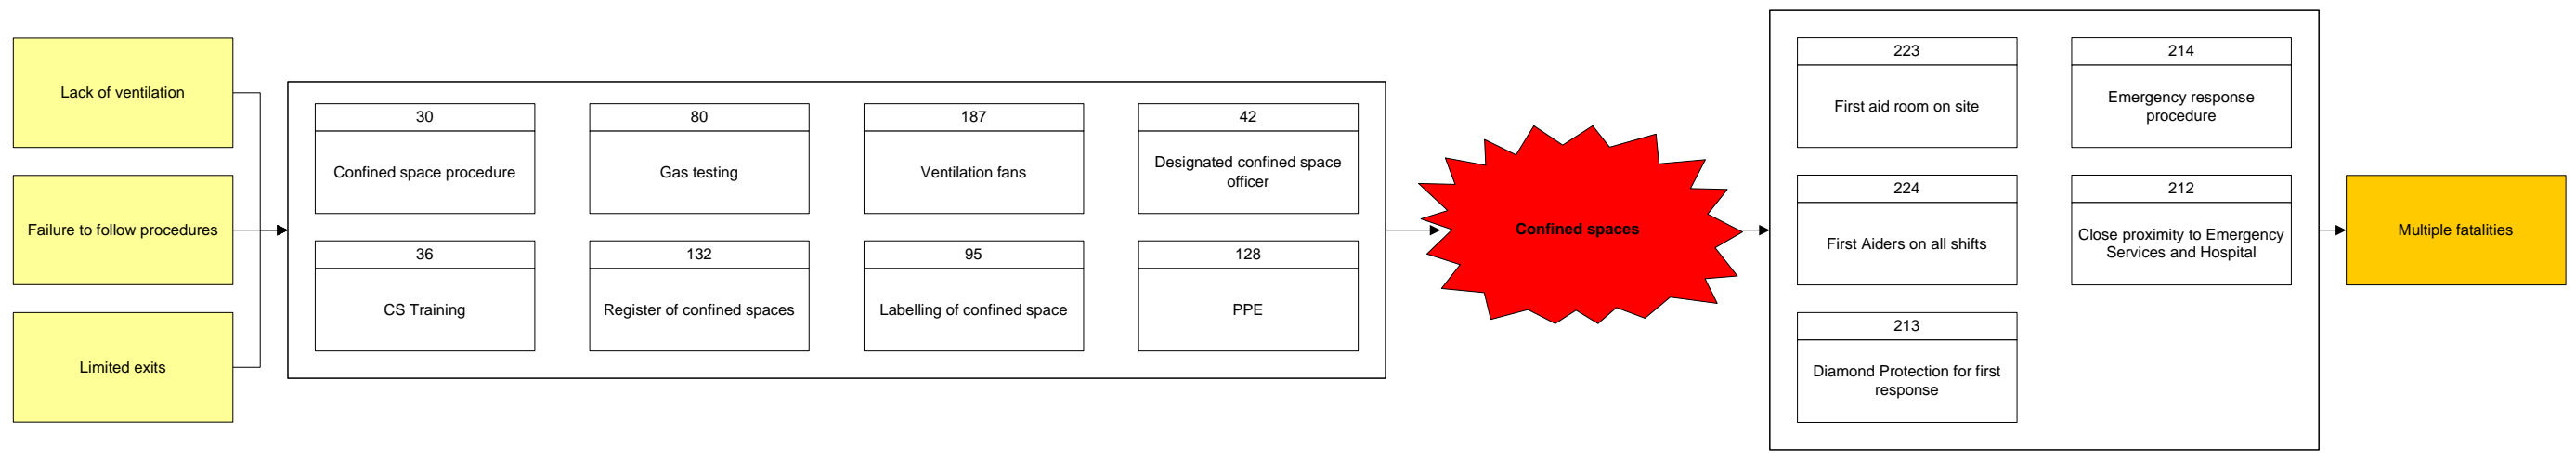 Lack of ventilation
Failure to follow procedures
Limited exits
30
Confined space procedure
80
Gas testing
187
Ventilation fans
42
Designated confined space
officer
36
CS Training
132
Register of confined spaces
95
Labelling of confined space
128
PPE
Confined spaces
223
First aid room on site
214
Emergency response
procedure
224
First Aiders on all shifts
212
Close proximity to Emergency
Services and Hospital
213
Diamond Protection for first
response
Multiple fatalities